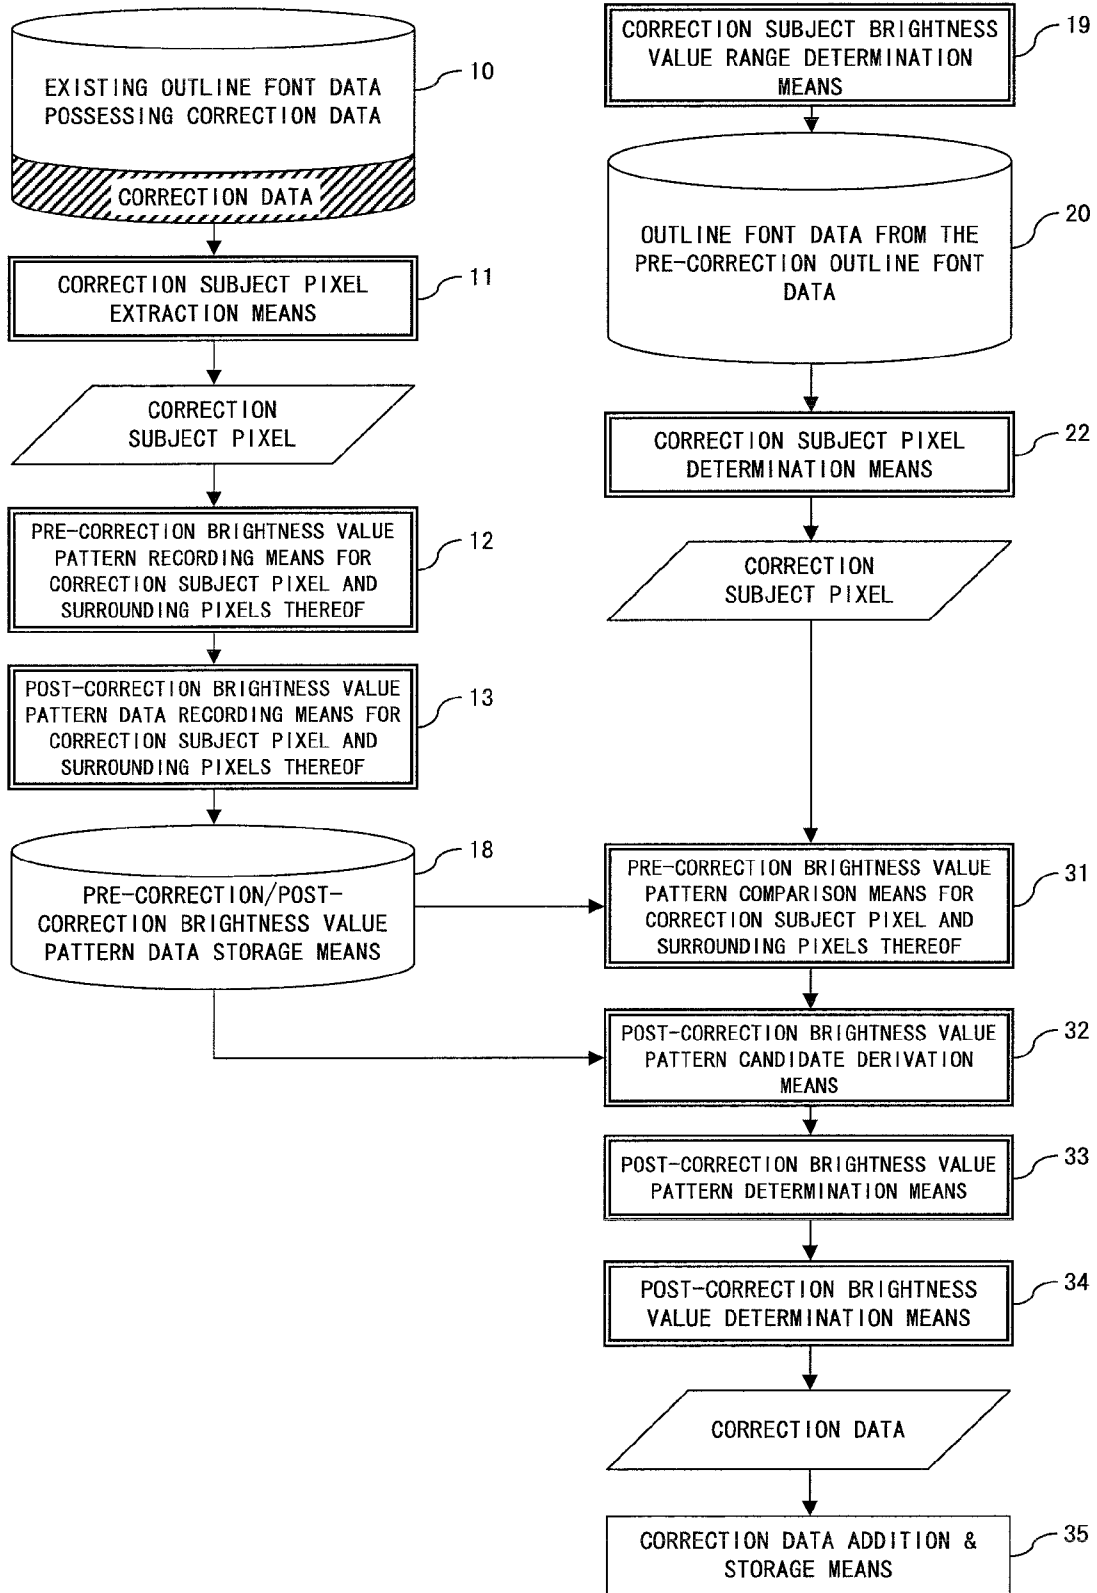 EXISTING OUTLINE FONT DATA
POSSESSING CORRECTION DATA
CORRECTION DATA
10
CORRECTION SUBJECT PIXEL
EXTRACTION MEANS
11
CORRECTION
SUBJECT PIXEL
PRE-CORRECTION BRIGHTNESS VALUE
PATTERN RECORDING MEANS FOR
CORRECTION SUBJECT PIXEL AND
SURROUNDING PIXELS THEREOF
12
POST-CORRECTION BRIGHTNESS VALUE
PATTERN DATA RECORDING MEANS FOR
CORRECTION SUBJECT PIXEL AND
SURROUNDING PIXELS THEREOF
13
PRE-CORRECTION/POST-
CORRECTION BRIGHTNESS VALUE
PATTERN DATA STORAGE MEANS
18
CORRECTION SUBJECT BRIGHTNESS
VALUE RANGE DETERMINATION
MEANS
19
OUTLINE FONT DATA FROM THE
PRE-CORRECTION OUTLINE FONT
DATA
20
CORRECTION SUBJECT PIXEL
DETERMINATION MEANS
22
CORRECTION
SUBJECT PIXEL
PRE-CORRECTION BRIGHTNESS VALUE
PATTERN COMPARISON MEANS FOR
CORRECTION SUBJECT PIXEL AND
SURROUNDING PIXELS THEREOF
31
POST-CORRECTION BRIGHTNESS VALUE
PATTERN CANDIDATE DERIVATION
MEANS
32
POST-CORRECTION BRIGHTNESS VALUE
PATTERN DETERMINATION MEANS
33
POST-CORRECTION BRIGHTNESS
VALUE DETERMINATION MEANS
34
CORRECTION DATA
CORRECTION DATA ADDITION &
STORAGE MEANS
35